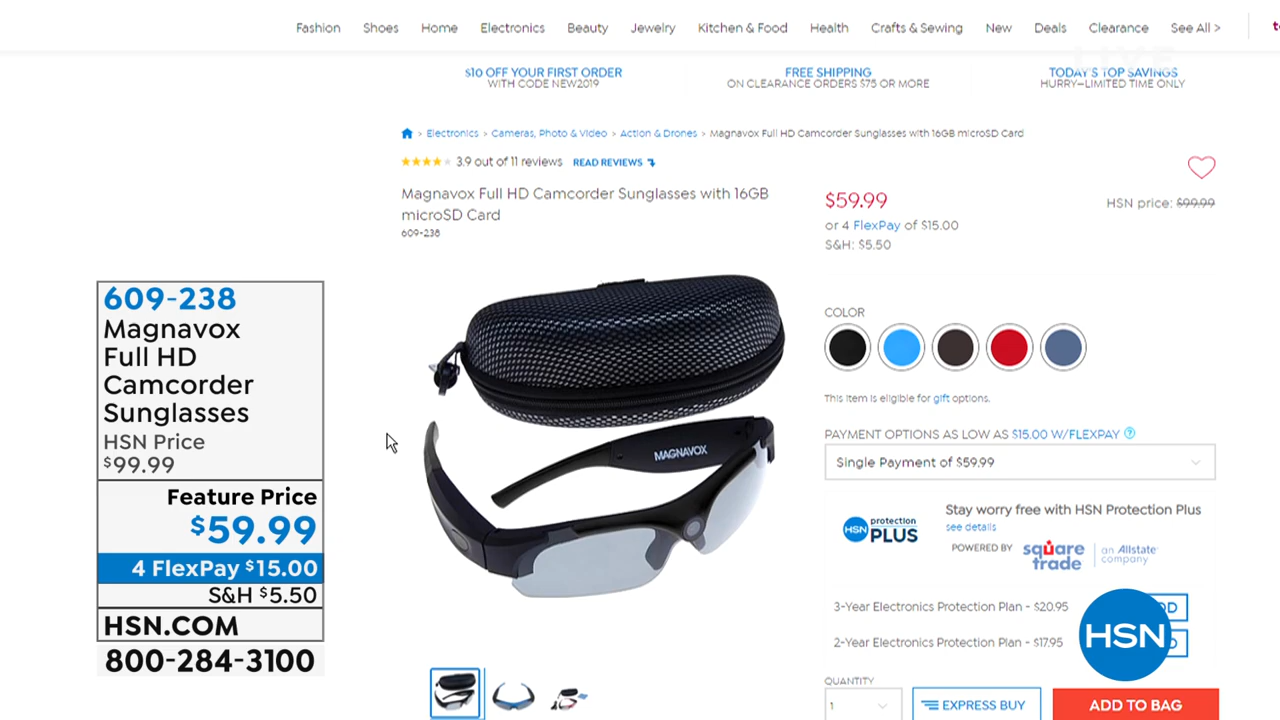 Fashion Shoes Home Electronics Beauty Jewelry Kitchen & Food Health Crafts & Sewing New Deals Clearance See All >
LIVE
$10 OFF YOUR FIRST ORDER
WITH CODE NEW2019
FREE SHIPPING
ON CLEARANCE ORDERS $75 OR MORE
TODAY'S TOP SAVINGS
HURRY—LIMITED TIME ONLY
> Electronics > Cameras, Photo & Video > Action & Drones > Magnavox Full HD Camcorder Sunglasses with 16GB microSD Card
3.9 out of 11 reviews READ REVIEWS
Magnavox Full HD Camcorder Sunglasses with 16GB
microSD Card
609-238
$59.99
HSN price: $99.99
or 4 FlexPay of $15.00
S&H: $5.50
COLOR
This item is eligible for gift options.
PAYMENT OPTIONS AS LOW AS $15.00 W/FLEXPAY ?
Single Payment of $59.99
HSN protection
PLUS
Stay worry free with HSN Protection Plus
see details
POWERED BY
square
trade
an Allstate
company
3-Year Electronics Protection Plan - $20.95
2-Year Electronics Protection Plan - $17.95
HSN
QUANTITY
1
EXPRESS BUY
ADD TO BAG
MAGNAVOX
609-238
Magnavox
Full HD
Camcorder
Sunglasses
HSN Price
$99.99
Feature Price
$59.99
4 FlexPay $15.00
S&H $5.50
HSN.COM
800-284-3100